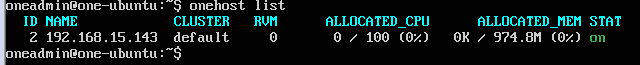 oneadmin@one-ubuntu:~$ onehost list
ID NAME CLUSTER RVM ALLOCATED_CPU ALLOCATED_MEM STAT
2 192.168.15.143 default 0 0 / 100 (0%) 0K / 974.8M (0%) on
oneadmin@one-ubuntu:~$